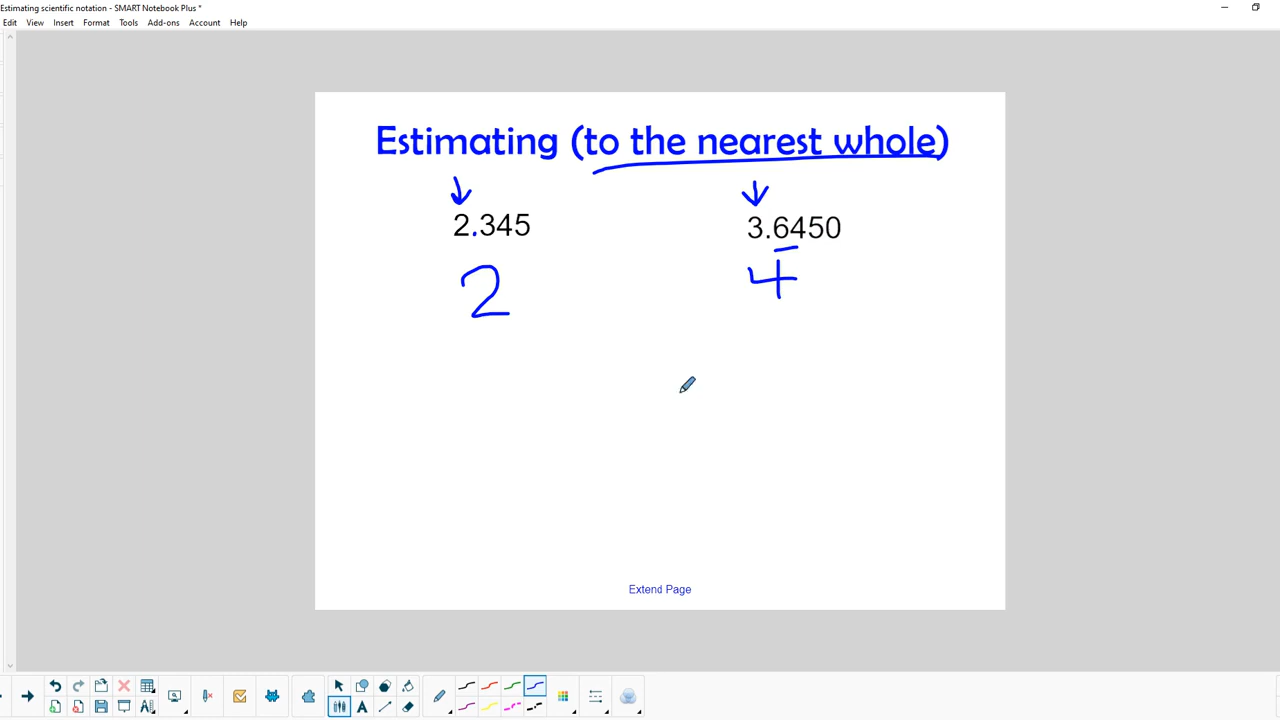 Estimating scientific notation - SMART Notebook Plus *
Edit View Insert Format Tools Add-ons Account Help
Estimating (to the nearest whole)
2.345 3.6450
2 4
Extend Page